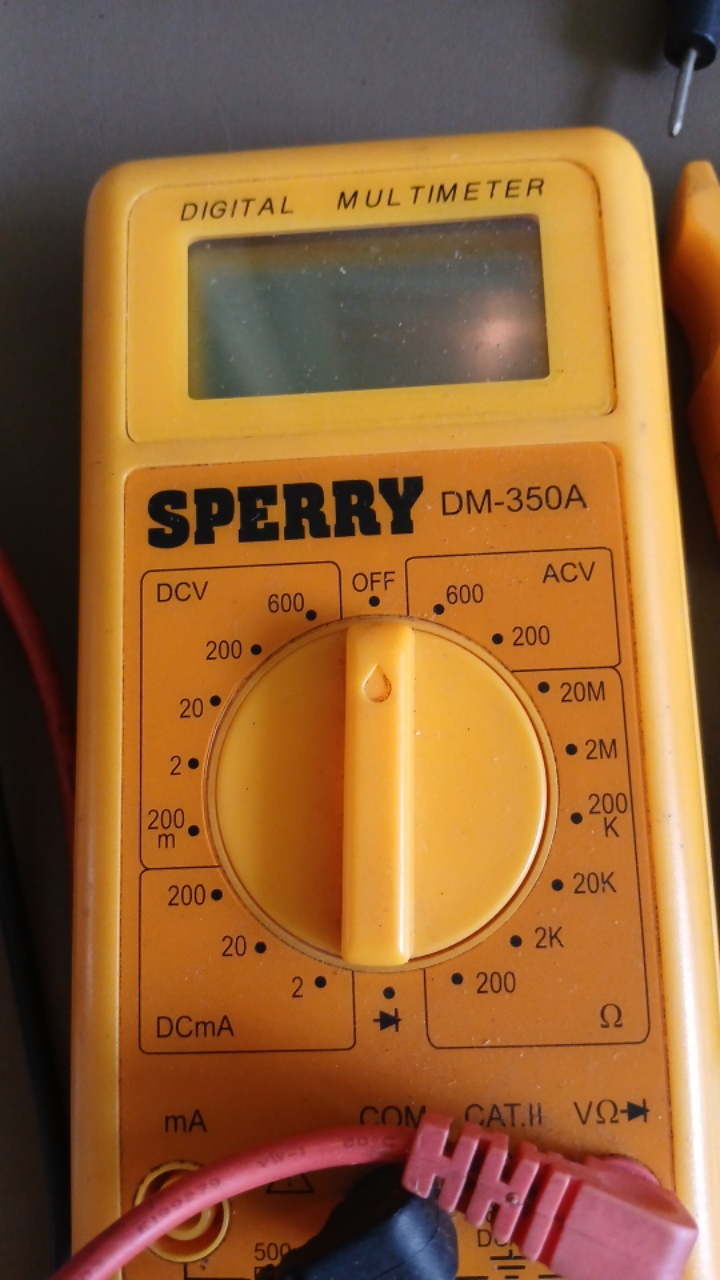 DIGITAL MULTIMETER
SPERRY DM-350A
DCV
OFF
ACV
600
600
200
200
20
20M
2
2M
200
m
200
K
200
20K
20
2K
2
200
DCmA
Ω
mA
COM
CAT.II
VΩ
500